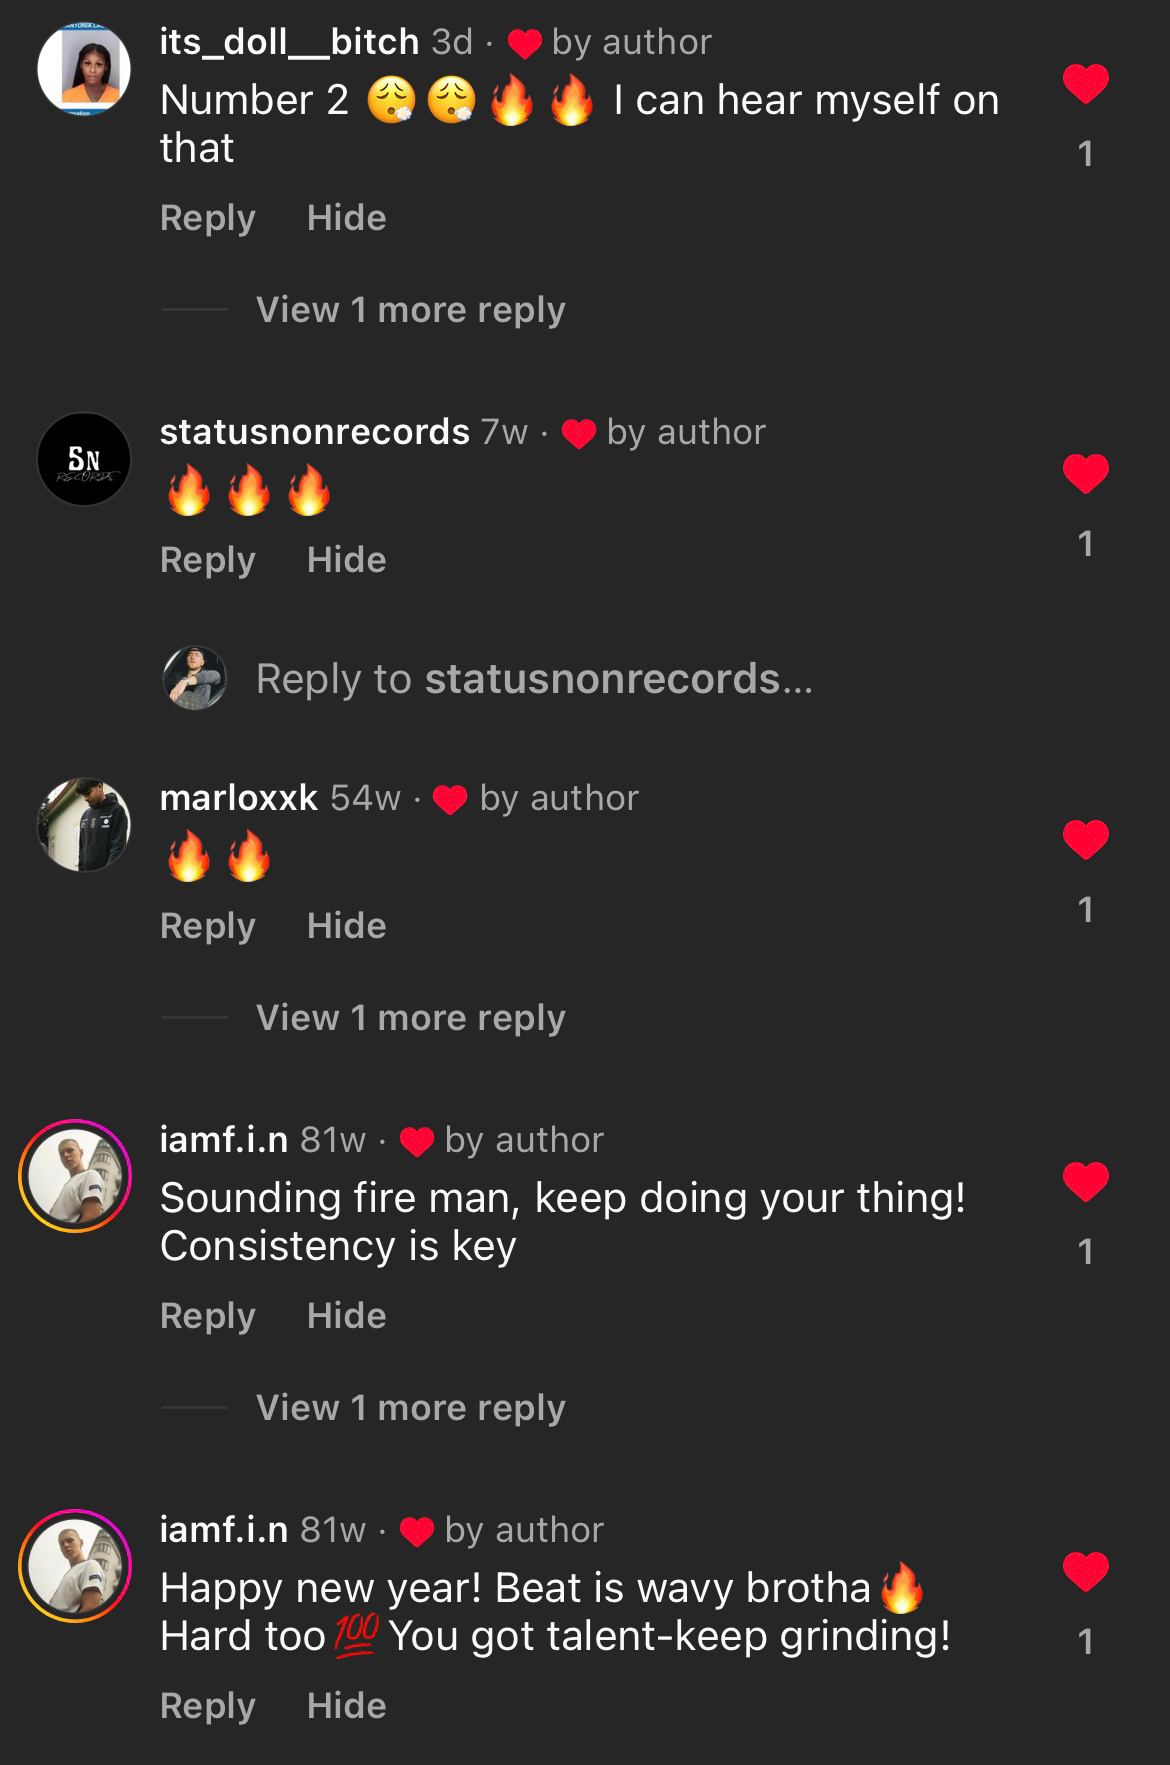 its_doll__bitch 3d · ❤️ by author
Number 2 😮‍💨😮‍💨🔥🔥 I can hear myself on
that
1
Reply Hide
View 1 more reply
SN
RECORDS
statusnonrecords 7w · ❤️ by author
🔥🔥🔥
1
Reply Hide
Reply to statusnonrecords...
marloxxk 54w · ❤️ by author
🔥🔥
1
Reply Hide
View 1 more reply
iamf.i.n 81w · ❤️ by author
Sounding fire man, keep doing your thing!
Consistency is key
1
Reply Hide
View 1 more reply
iamf.i.n 81w · ❤️ by author
Happy new year! Beat is wavy brotha🔥
Hard too💯You got talent-keep grinding!
1
Reply Hide